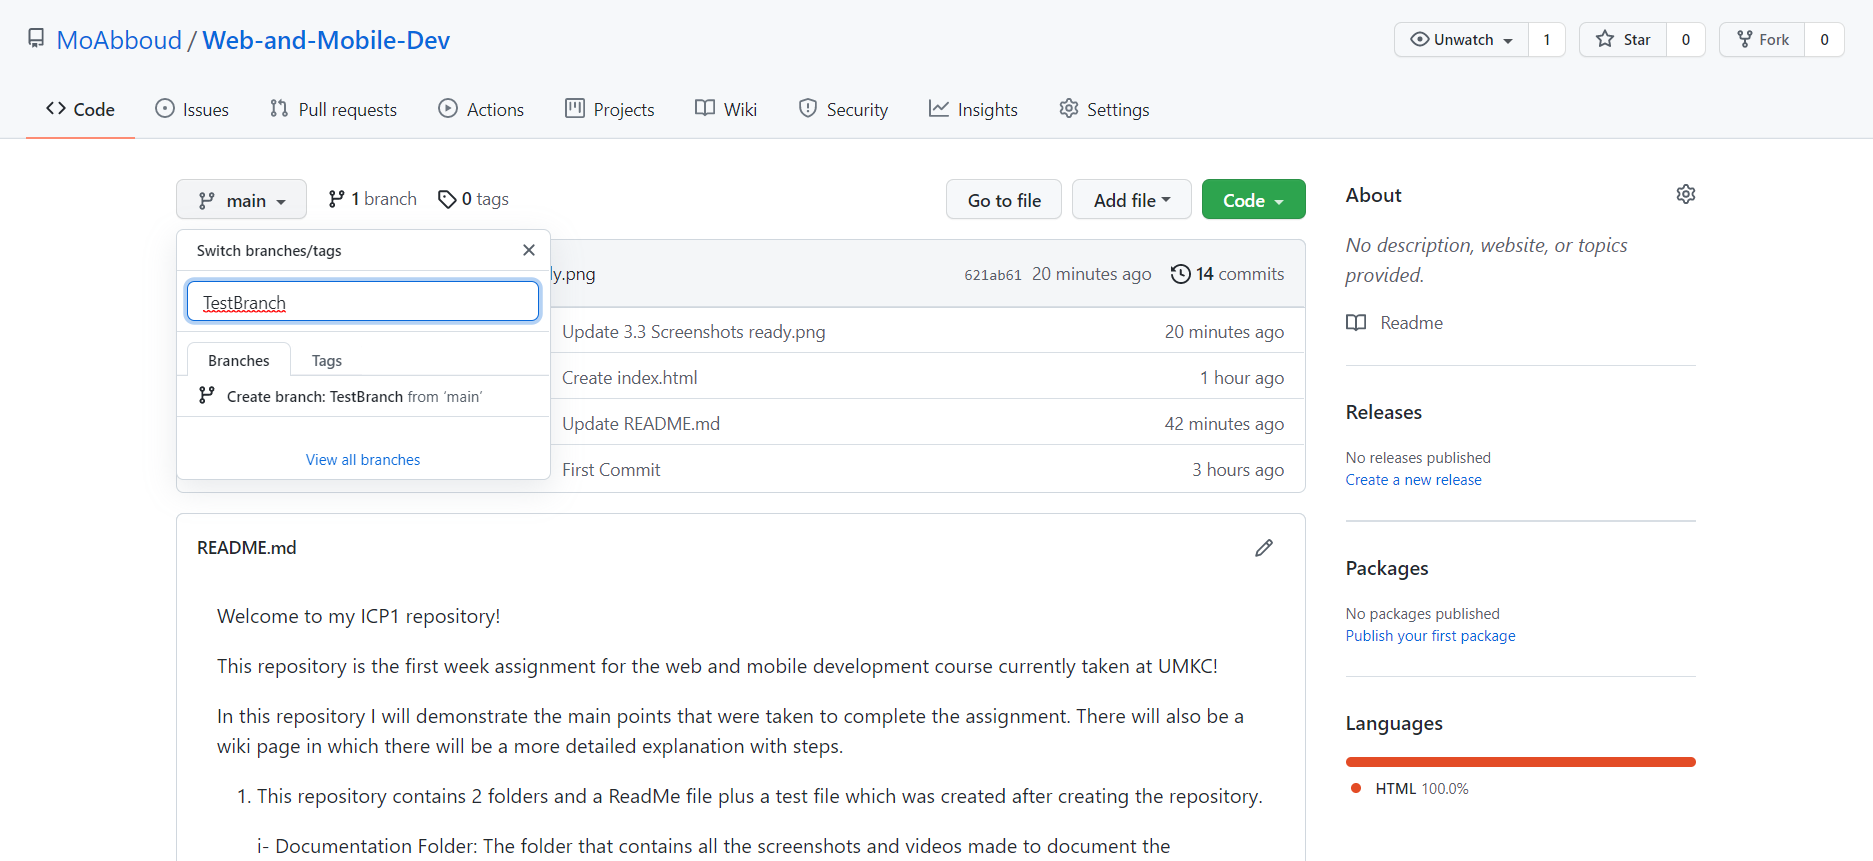 MoAbboud / Web-and-Mobile-Dev
Unwatch 1 Star 0 Fork 0
Code Issues Pull requests Actions Projects Wiki Security Insights Settings
main 1 branch 0 tags Go to file Add file Code
Switch branches/tags
TestBranch
Branches Tags
Create branch: TestBranch from ‘main’
View all branches
y.png 621ab61 20 minutes ago 14 commits
Update 3.3 Screenshots ready.png 20 minutes ago
Create index.html 1 hour ago
Update README.md 42 minutes ago
First Commit 3 hours ago
README.md
Welcome to my ICP1 repository!
This repository is the first week assignment for the web and mobile development course currently taken at UMKC!
In this repository I will demonstrate the main points that were taken to complete the assignment. There will also be a
wiki page in which there will be a more detailed explanation with steps.
1. This repository contains 2 folders and a ReadMe file plus a test file which was created after creating the repository.
i- Documentation Folder: The folder that contains all the screenshots and videos made to document the
About
No description, website, or topics
provided.
Readme
Releases
No releases published
Create a new release
Packages
No packages published
Publish your first package
Languages
HTML 100.0%